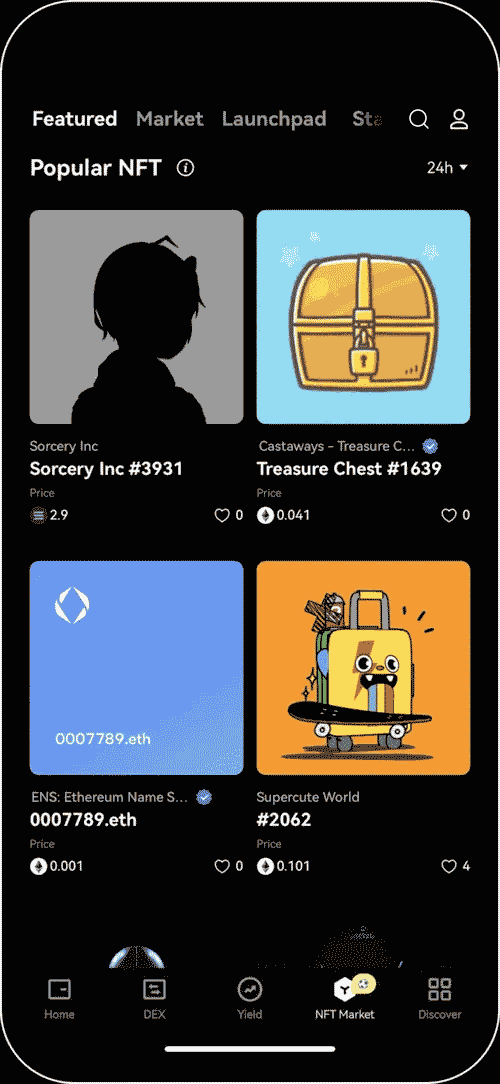 Featured Market Launchpad Sta
Popular NFT
24h
Sorcery Inc
Sorcery Inc #3931
Price
2.9
0
Castaways - Treasure C...
Treasure Chest #1639
Price
0.041
0
0007789.eth
ENS: Ethereum Name S...
0007789.eth
Price
0.001
0
Supercute World
#2062
Price
0.101
4
Home DEX Yield NFT Market Discover